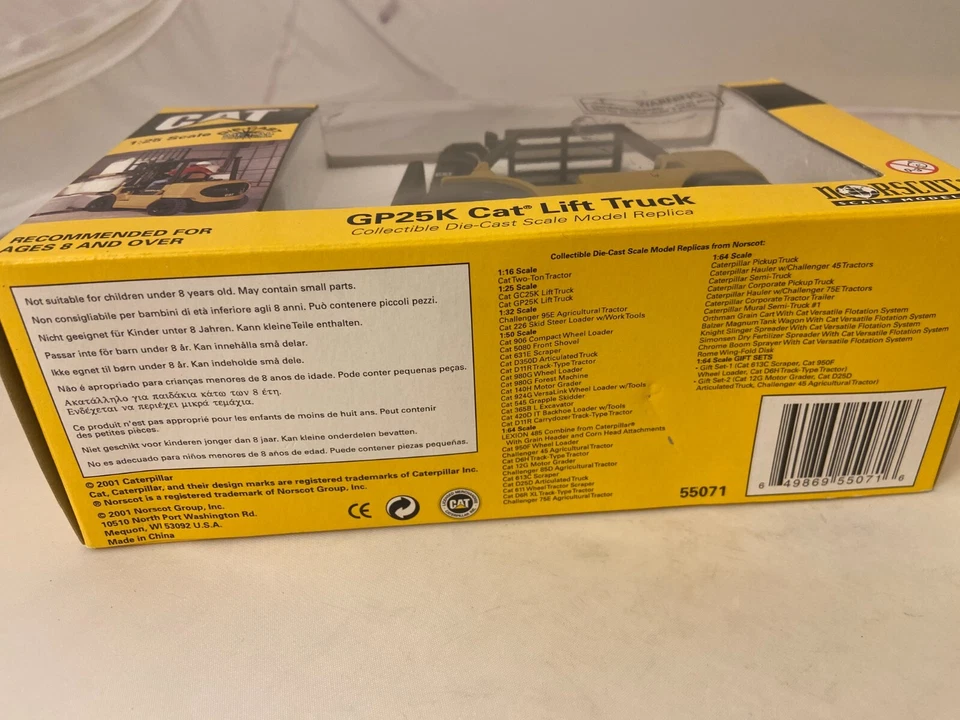 CAT
1:25 Scale
WARNING:
GP25K Cat® Lift Truck
Collectible Die-Cast Scale Model Replica
RECOMMENDED FOR
AGES 8 AND OVER
NORSCOT
SCALE MODELS
Not suitable for children under 8 years old. May contain small parts.
Non consigliabile per bambini di età inferiore agli 8 anni. Può contenere piccoli pezzi.
Nicht geeignet für Kinder unter 8 Jahren. Kann kleine Teile enthalten.
Passar inte för barn under 8 år. Kan innehålla små delar.
Ikke egnet til børn under 8 år. Kan indeholde små dele.
Não é apropriado para crianças menores de 8 anos de idade. Pode conter pequenas peças.
Ακατάλληλο για παιδάκια κάτω των 8 έτη.
Ενδέχεται να περιέχει μικρά τεμάχια.
Ce produit n'est pas approprié pour les enfants de moins de huit ans. Peut contenir
des petites pièces.
Niet geschikt voor kinderen jonger dan 8 jaar. Kan kleine onderdelen bevatten.
No es adecuado para niños menores de 8 años de edad. Puede contener piezas pequeñas.
© 2001 Caterpillar
Cat, Caterpillar, and their design marks are registered trademarks of Caterpillar Inc.
® Norscot is a registered trademark of Norscot Group, Inc.
© 2001 Norscot Group, Inc.
10510 North Port Washington Rd.
Mequon, WI 53092 U.S.A.
Made in China
CE
CAT
Collectible Die-Cast Scale Model Replicas from Norscot:
1:16 Scale
Cat Two-Ton Tractor
1:25 Scale
Cat GC25K Lift Truck
Cat GP25K Lift Truck
1:32 Scale
Challenger 95E Agricultural Tractor
Cat 226 Skid Steer Loader w/Work Tools
1:50 Scale
Cat 906 Compact Wheel Loader
Cat 5080 Front Shovel
Cat 631E Scraper
Cat D350D Articulated Truck
Cat D11R Track-Type Tractor
Cat 980G Wheel Loader
Cat 980G Forest Machine
Cat 140H Motor Grader
Cat 924G VersaLink Wheel Loader w/Tools
Cat 545 Grapple Skidder
Cat 365B L Excavator
Cat 420D IT Backhoe Loader w/Tools
Cat D11R Carrydozer Track-Type Tractor
1:64 Scale
LEXION 485 Combine from Caterpillar®
With Grain Header and Corn Head Attachments
Cat 950F Wheel Loader
Challenger 45 Agricultural Tractor
Cat D6H Track-Type Tractor
Cat 12G Motor Grader
Challenger 85D Agricultural Tractor
Cat 613C Scraper
Cat D25D Articulated Truck
Cat 611 Wheel Tractor Scraper
Cat D6R XL Track-Type Tractor
Challenger 75E Agricultural Tractor
1:64 Scale
Caterpillar Pickup Truck
Caterpillar Hauler w/Challenger 45 Tractors
Caterpillar Semi-Truck
Caterpillar Corporate Pickup Truck
Caterpillar Hauler w/Challenger 75E Tractors
Caterpillar Corporate Tractor Trailer
Caterpillar Mural Semi-Truck #1
Orthman Grain Cart With Cat Versatile Flotation System
Balzer Magnum Tank Wagon With Cat Versatile Flotation System
Knight Slinger Spreader With Cat Versatile Flotation System
Simonsen Dry Fertilizer Spreader With Cat Versatile Flotation System
Chrome Boom Sprayer With Cat Versatile Flotation System
Rome Wing-Fold Disk
1:64 Scale GIFT SETS
- Gift Set-1 (Cat 613C Scraper, Cat 950F
Wheel Loader, Cat D6H Track-Type Tractor)
- Gift Set-2 (Cat 12G Motor Grader, Cat D25D
Articulated Truck, Challenger 45 Agricultural Tractor)
55071
6 49869 55071 6